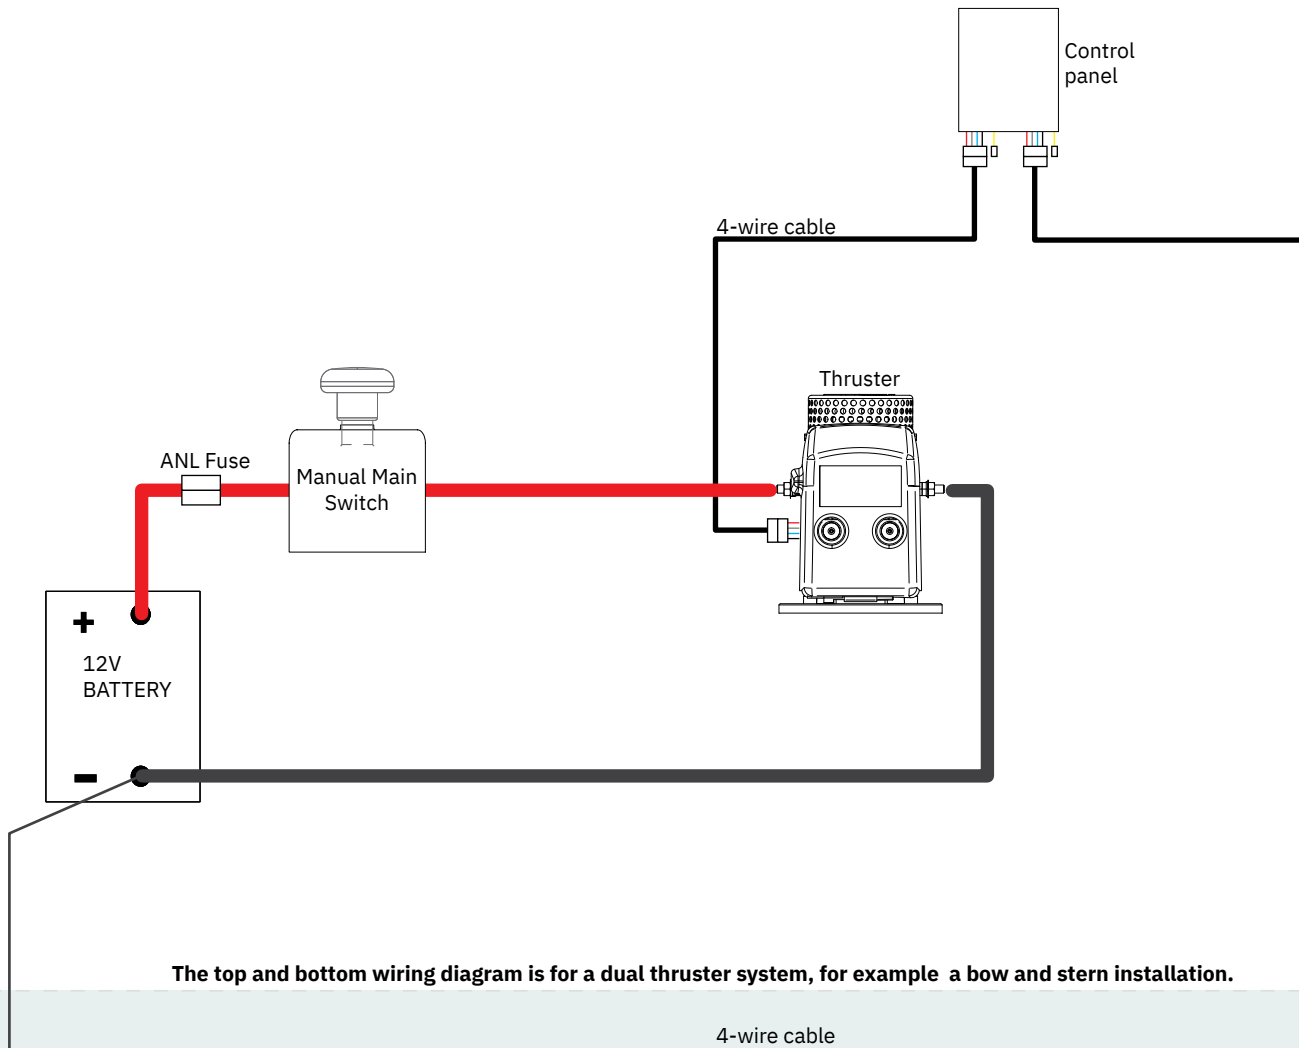 Control
panel
4-wire cable
Thruster
ANL Fuse
Manual Main
Switch
+
12V
BATTERY
-
The top and bottom wiring diagram is for a dual thruster system, for example  a bow and stern installation.
4-wire cable